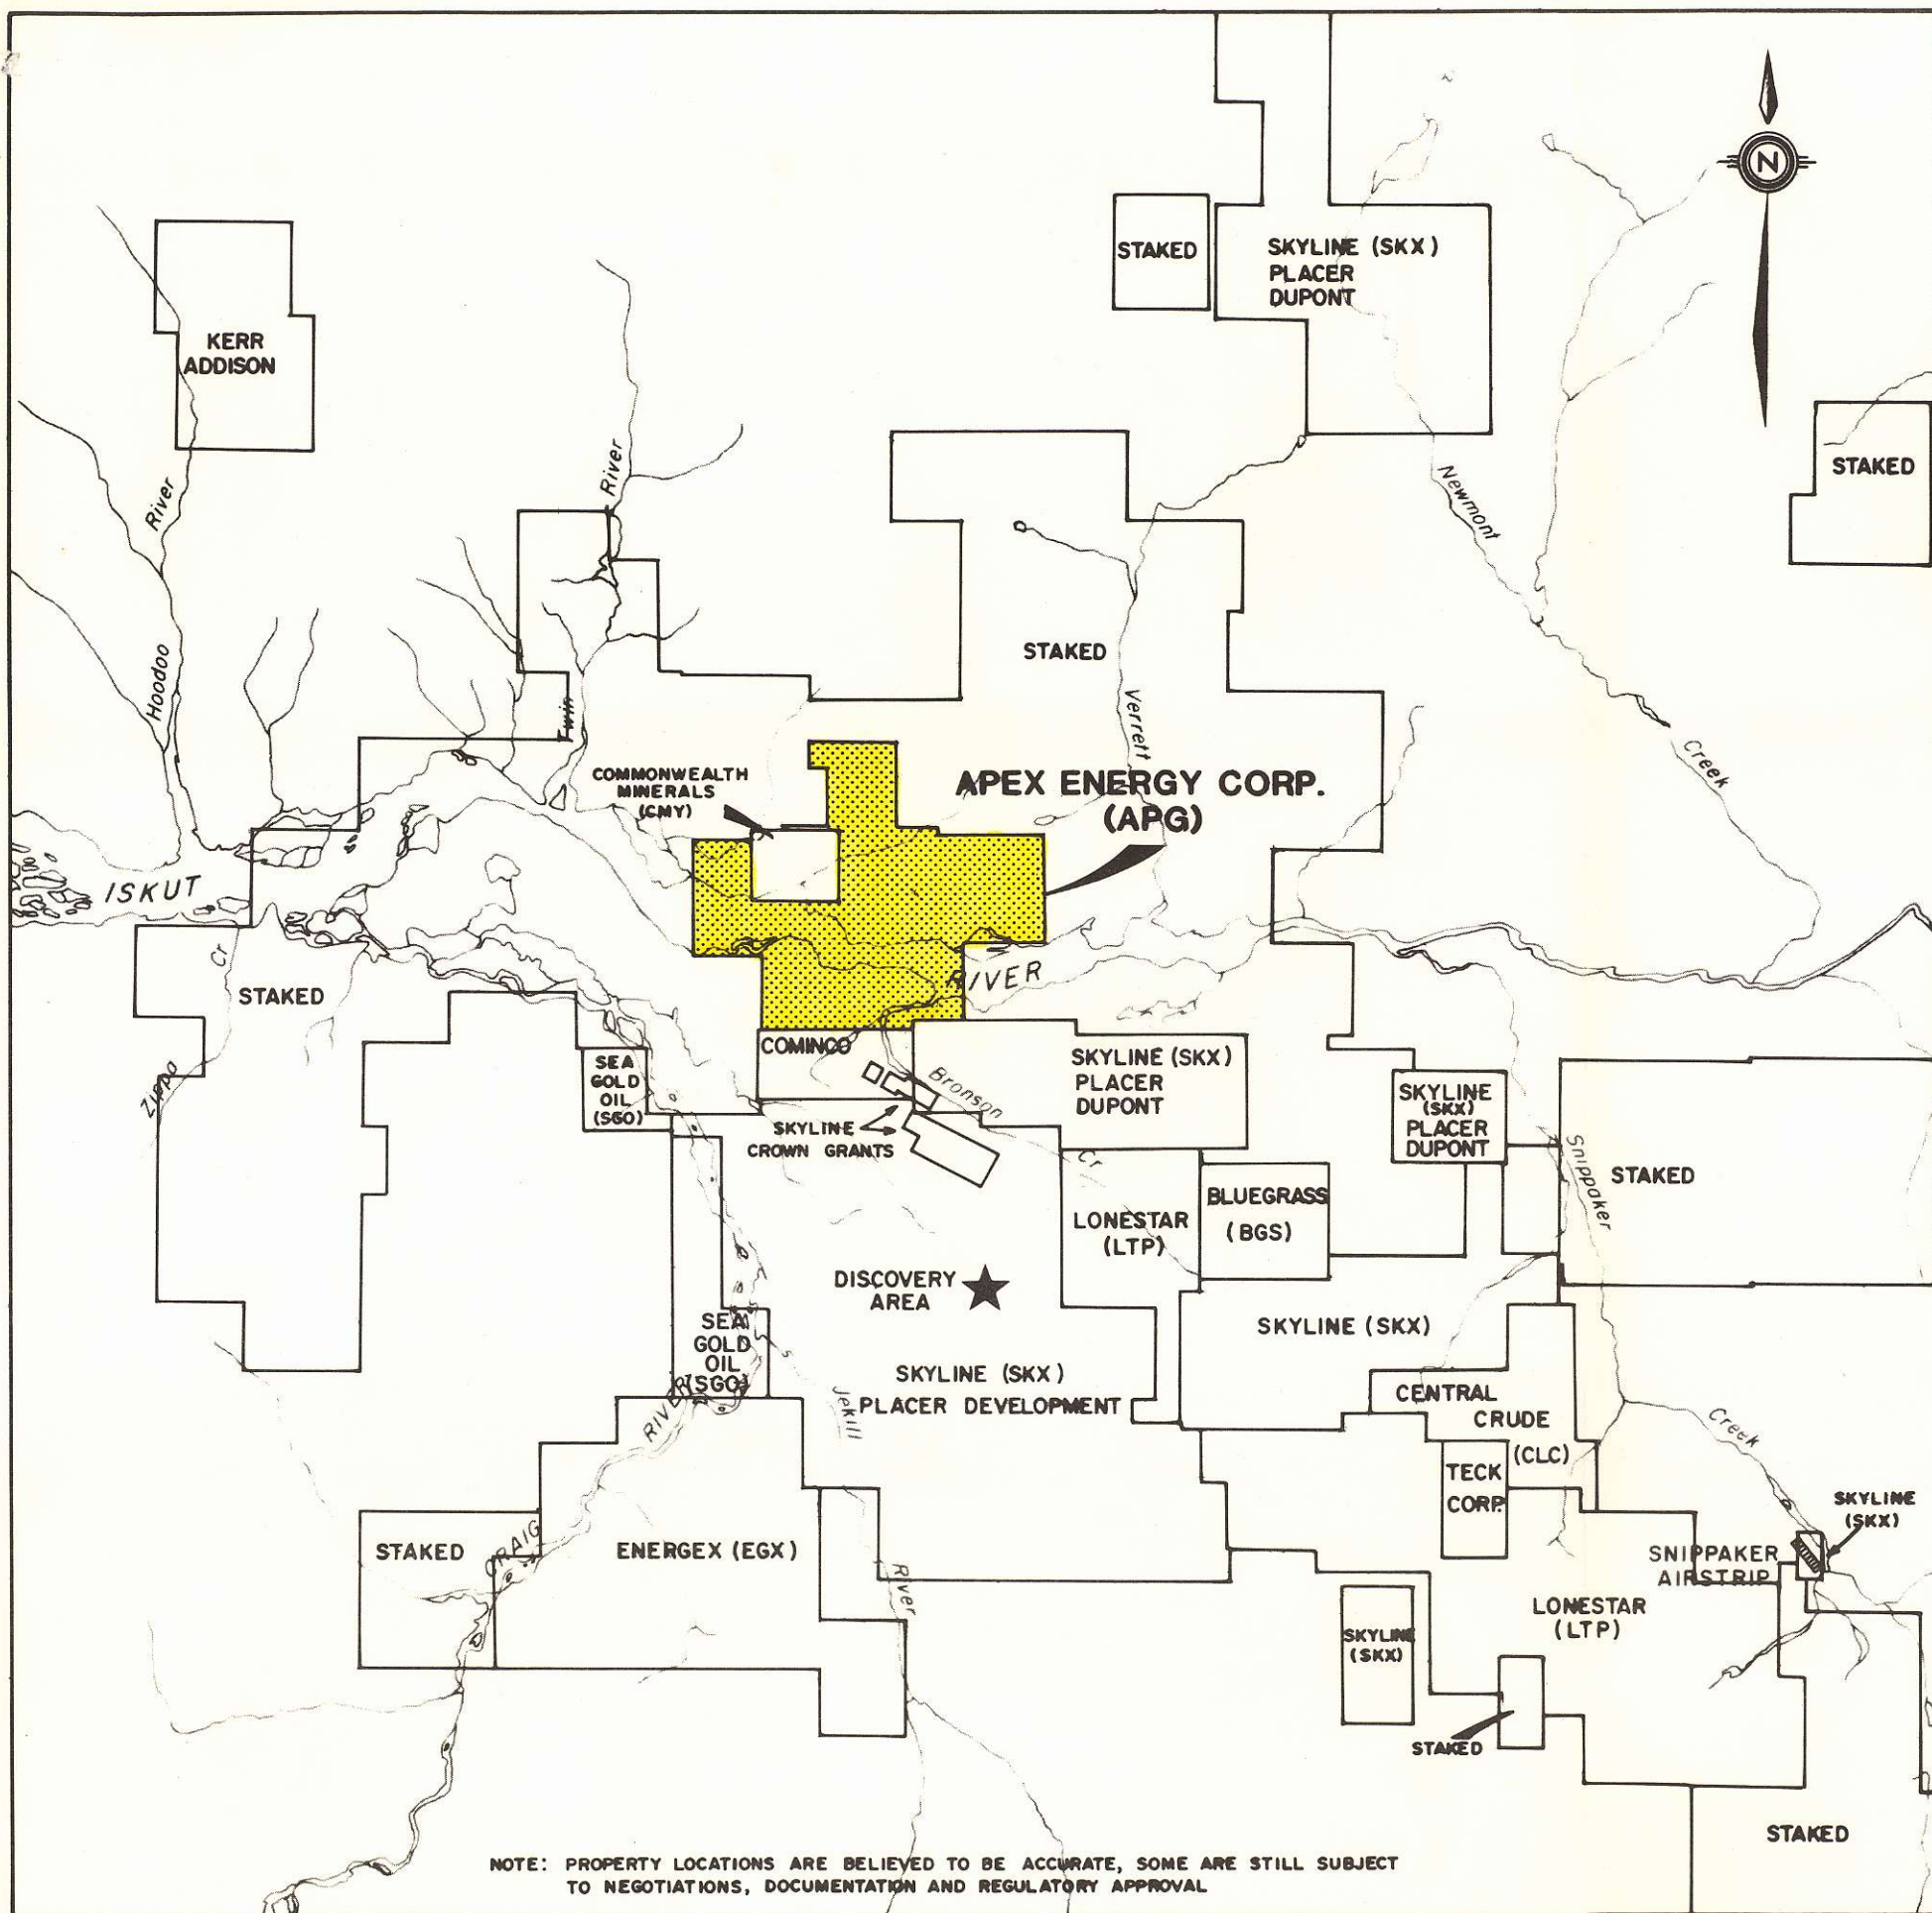 N
STAKED
SKYLINE (SKX)
PLACER
DUPONT
KERR
ADDISON
River
River
Newmont
STAKED
STAKED
Hoodoo
Twin
Verrett
Creek
COMMONWEALTH
MINERALS
(CMY)
APEX ENERGY CORP.
(APG)
ISKUT
RIVER
Cr
STAKED
Zippo
COMINCO
SEA
GOLD
OIL
(SGO)
SKYLINE (SKX)
PLACER
DUPONT
Bronson
Cr
SKYLINE
CROWN GRANTS
SKYLINE
(SKX)
PLACER
DUPONT
Snippaker
STAKED
LONESTAR
(LTP)
BLUEGRASS
(BGS)
DISCOVERY
AREA
SEA
GOLD
OIL
(SGO)
SKYLINE (SKX)
SKYLINE (SKX)
PLACER DEVELOPMENT
Jekill
RIVER
CENTRAL
CRUDE
(CLC)
Creek
TECK
CORP.
SKYLINE
(SKX)
STAKED
CRAIG
ENERGEX (EGX)
River
SNIPPAKER
AIRSTRIP
LONESTAR
(LTP)
SKYLINE
(SKX)
STAKED
STAKED
NOTE: PROPERTY LOCATIONS ARE BELIEVED TO BE ACCURATE, SOME ARE STILL SUBJECT
TO NEGOTIATIONS, DOCUMENTATION AND REGULATORY APPROVAL